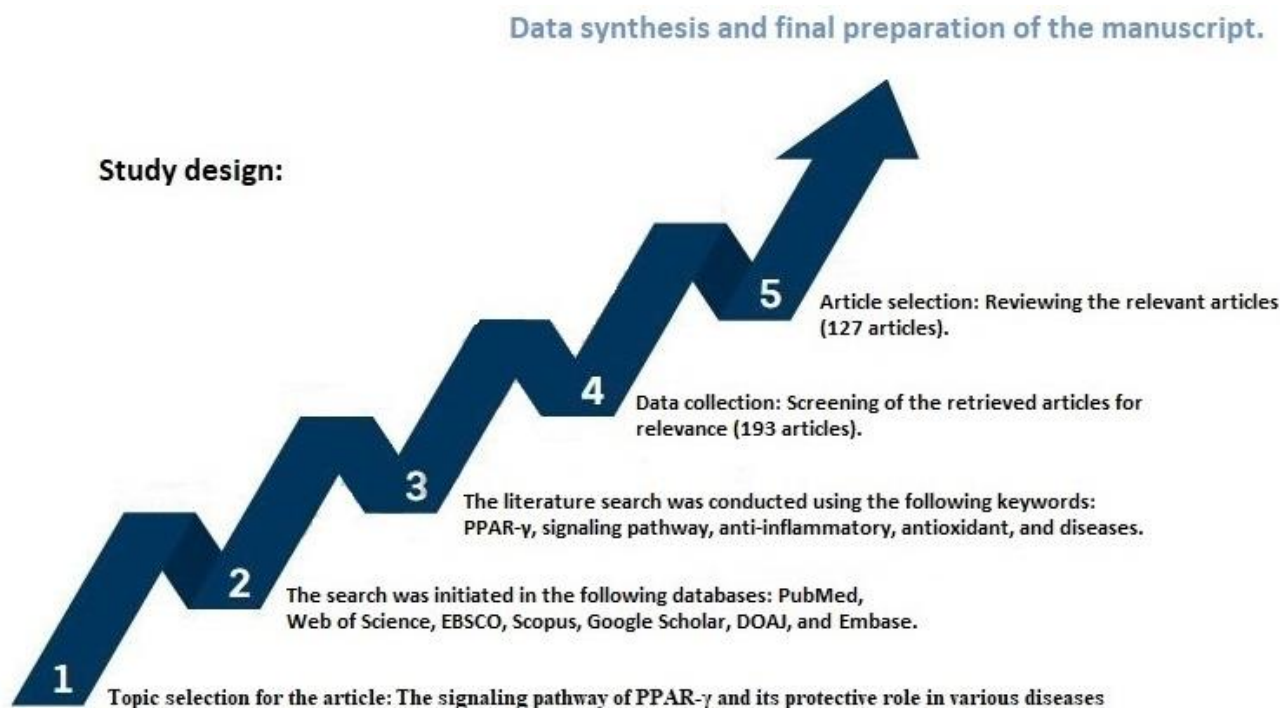 Data synthesis and final preparation of the manuscript.
Study design:
5
Article selection: Reviewing the relevant articles
(127 articles).
4
Data collection: Screening of the retrieved articles for
relevance (193 articles).
3
The literature search was conducted using the following keywords:
PPAR-γ, signaling pathway, anti-inflammatory, antioxidant, and diseases.
2
The search was initiated in the following databases: PubMed,
Web of Science, EBSCO, Scopus, Google Scholar, DOAJ, and Embase.
1
Topic selection for the article: The signaling pathway of PPAR-γ and its protective role in various diseases